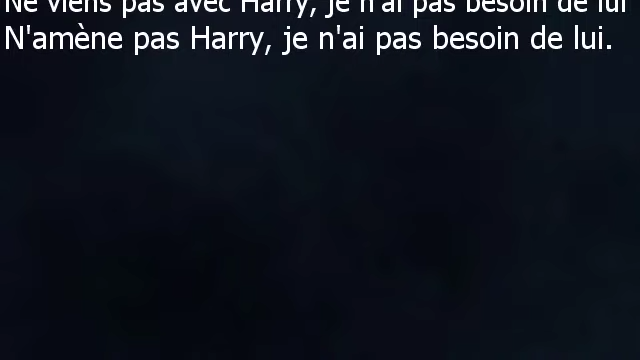 Ne viens pas avec Harry, je n'ai pas besoin de lui
N'amène pas Harry, je n'ai pas besoin de lui.